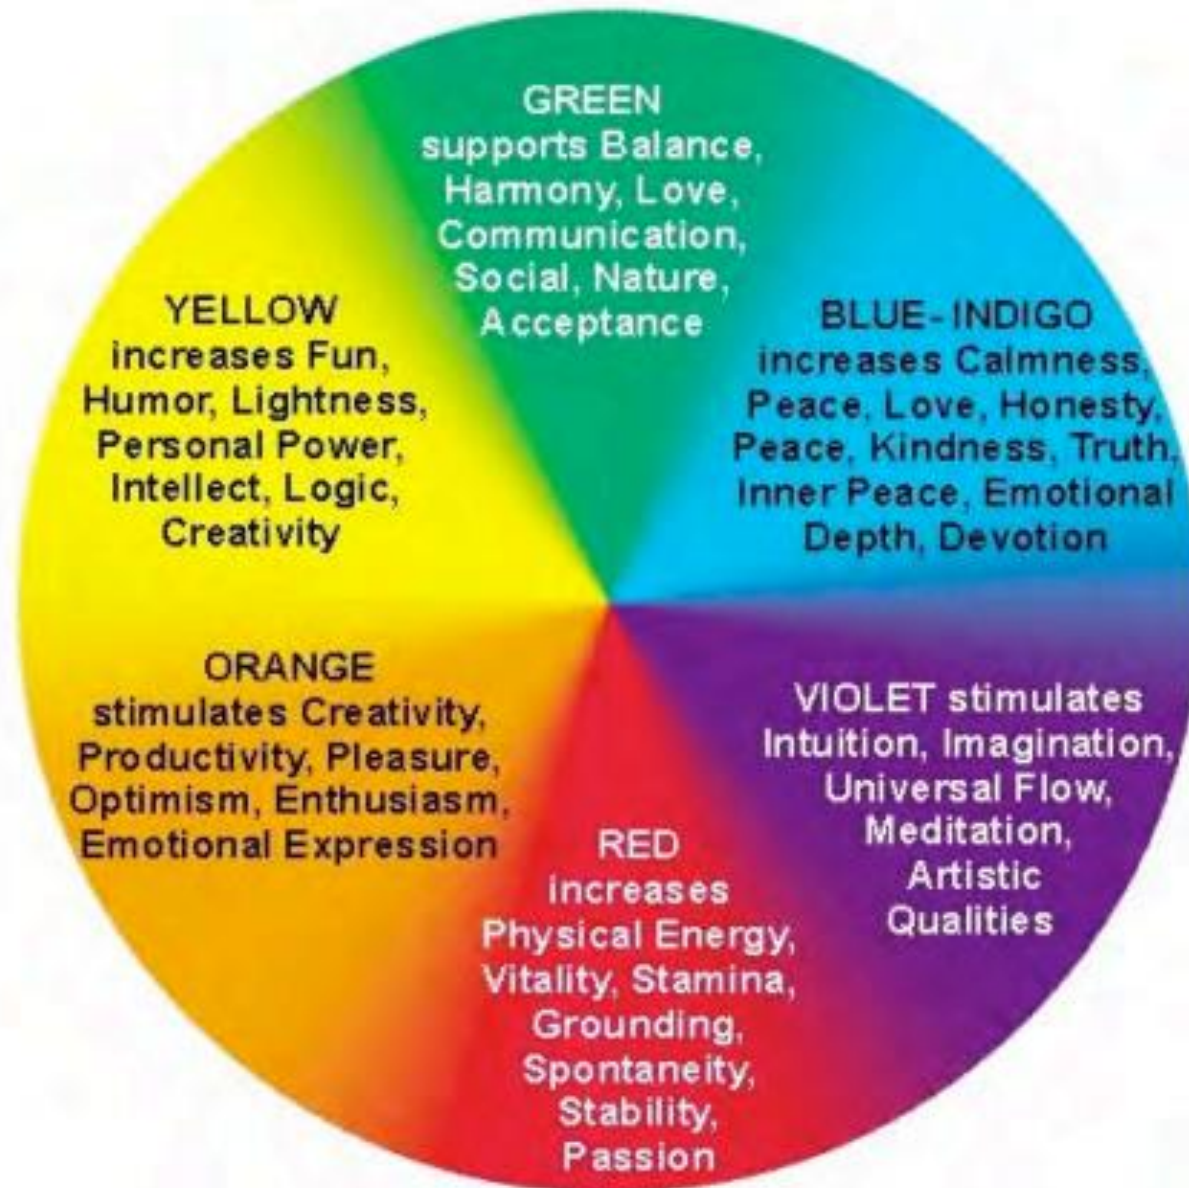 GREEN
supports Balance,
Harmony, Love,
Communication,
Social, Nature,
Acceptance
BLUE-INDIGO
increases Calmness,
Peace, Love, Honesty,
Peace, Kindness, Truth,
Inner Peace, Emotional
Depth, Devotion
VIOLET stimulates
Intuition, Imagination,
Universal Flow,
Meditation,
Artistic
Qualities
RED
increases
Physical Energy,
Vitality, Stamina,
Grounding,
Spontaneity,
Stability,
Passion
ORANGE
stimulates Creativity,
Productivity, Pleasure,
Optimism, Enthusiasm,
Emotional Expression
YELLOW
increases Fun,
Humor, Lightness,
Personal Power,
Intellect, Logic,
Creativity